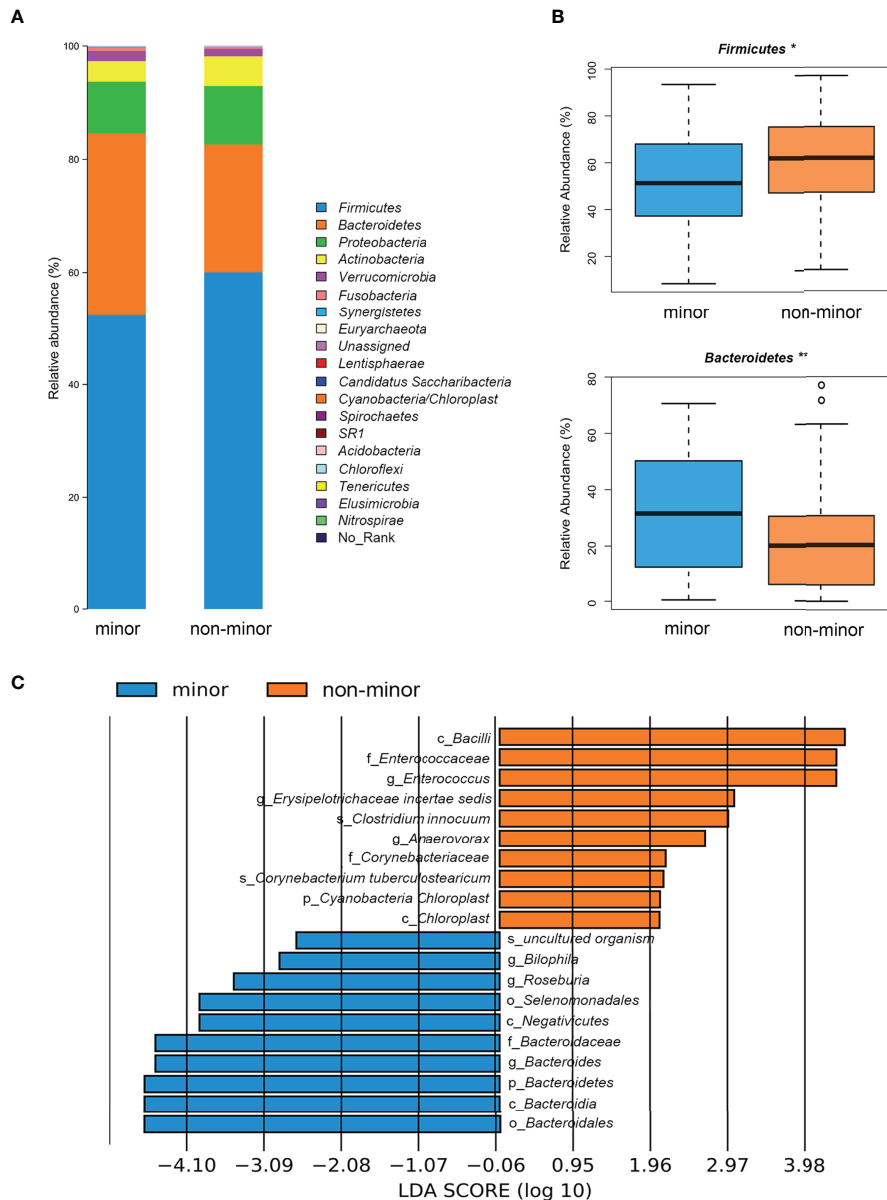 A
Relative abundance (%)
100
80
60
40
20
0
minor
non-minor
Firmicutes
Bacteroidetes
Proteobacteria
Actinobacteria
Verrucomicrobia
Fusobacteria
Synergistetes
Euryarchaeota
Unassigned
Lentisphaerae
Candidatus Saccharibacteria
Cyanobacteria/Chloroplast
Spirochaetes
SR1
Acidobacteria
Chloroflexi
Tenericutes
Elusimicrobia
Nitrospirae
No_Rank
B
Firmicutes *
Relative Abundance (%)
100
80
60
40
20
minor
non-minor
Bacteroidetes **
Relative Abundance (%)
80
60
40
20
0
minor
non-minor
C
minor
non-minor
c_Bacilli
f_Enterococcaceae
g_Enterococcus
g_Erysipelotrichaceae incertae sedis
s_Clostridium innocuum
g_Anaerovorax
f_Corynebacteriaceae
s_Corynebacterium tuberculostearicum
p_Cyanobacteria Chloroplast
c_Chloroplast
s_uncultured organism
g_Bilophila
g_Roseburia
o_Selenomonadales
c_Negativicutes
f_Bacteroidaceae
g_Bacteroides
p_Bacteroidetes
c_Bacteroidia
o_Bacteroidales
−4.10 −3.09 −2.08 −1.07 −0.06 0.95 1.96 2.97 3.98
LDA SCORE (log 10)